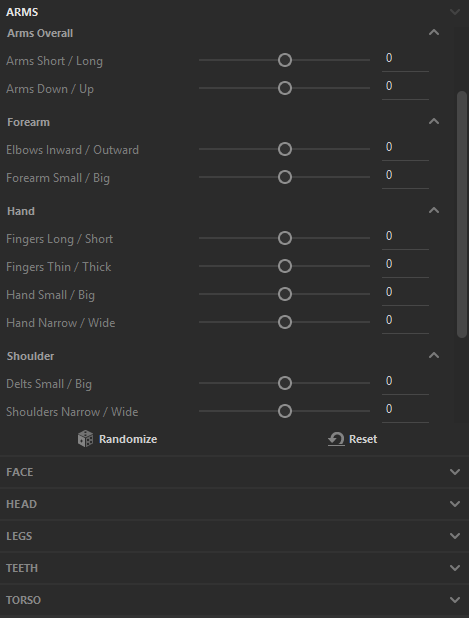 ARMS
Arms Overall
Arms Short / Long 0
Arms Down / Up 0
Forearm
Elbows Inward / Outward 0
Forearm Small / Big 0
Hand
Fingers Long / Short 0
Fingers Thin / Thick 0
Hand Small / Big 0
Hand Narrow / Wide 0
Shoulder
Delts Small / Big 0
Shoulders Narrow / Wide 0
Randomize Reset
FACE
HEAD
LEGS
TEETH
TORSO